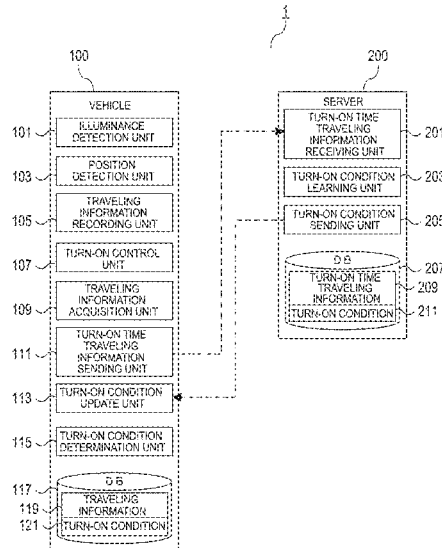 1
100
VEHICLE
101
ILLUMINANCE
DETECTION UNIT
103
POSITION
DETECTION UNIT
105
TRAVELING
INFORMATION
RECORDING UNIT
107
TURN-ON CONTROL
UNIT
109
TRAVELING
INFORMATION
ACQUISITION UNIT
111
TURN-ON TIME
TRAVELING
INFORMATION
SENDING UNIT
113
TURN-ON CONDITION
UPDATE UNIT
115
TURN-ON CONDITION
DETERMINATION UNIT
117
DB
119
TRAVELING
INFORMATION
121
TURN-ON CONDITION
200
SERVER
TURN-ON TIME
TRAVELING
INFORMATION
RECEIVING UNIT
201
TURN-ON CONDITION
LEARNING UNIT
203
TURN-ON CONDITION
SENDING UNIT
205
DB
207
TURN-ON TIME
TRAVELING
INFORMATION
209
TURN-ON CONDITION
211